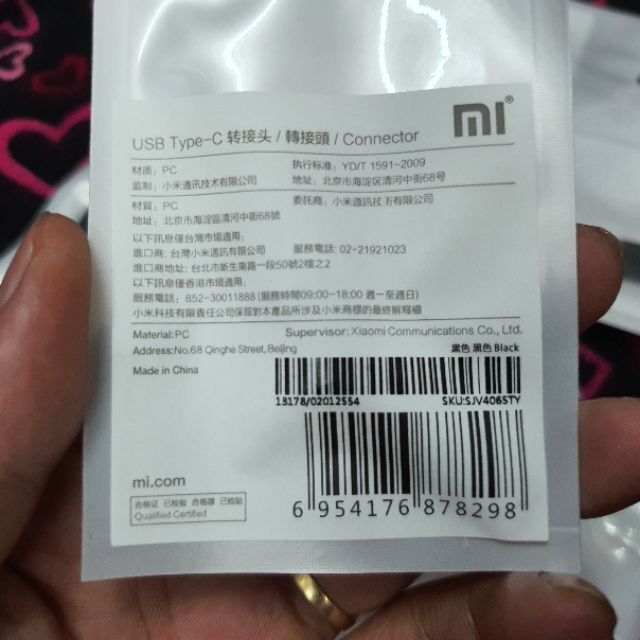 mi®
USB Type-C 转接头 / 轉接頭 / Connector
材质：PC 执行标准：YD/T 1591-2009
监制：小米通讯技术有限公司 地址：北京市海淀区清河中街68号
材質：PC 委托商：小米通訊技術有限公司
地址：北京市海淀區清河中街68號
以下訊息僅台灣市場適用：
進口商：台灣小米通訊有限公司 服務電話：02-21921023
進口商地址：台北市新生南路一段50號2樓之2
以下訊息僅香港市場適用：
服務電話：852-30011888 (服務時間09:00-18:00 週一至週日)
小米科技有限責任公司保留對本產品所涉及小米商標的最終解釋權
Material:PC Supervisor: Xiaomi Communications Co., Ltd.
Address:No.68 Qinghe Street, Beijing 黑色 黑色 Black
Made in China
13178/02012554 SKU:SJV4065TY
mi.com
合格证 已检验 合格證 已檢驗
Qualified Certified
6 954176 878298